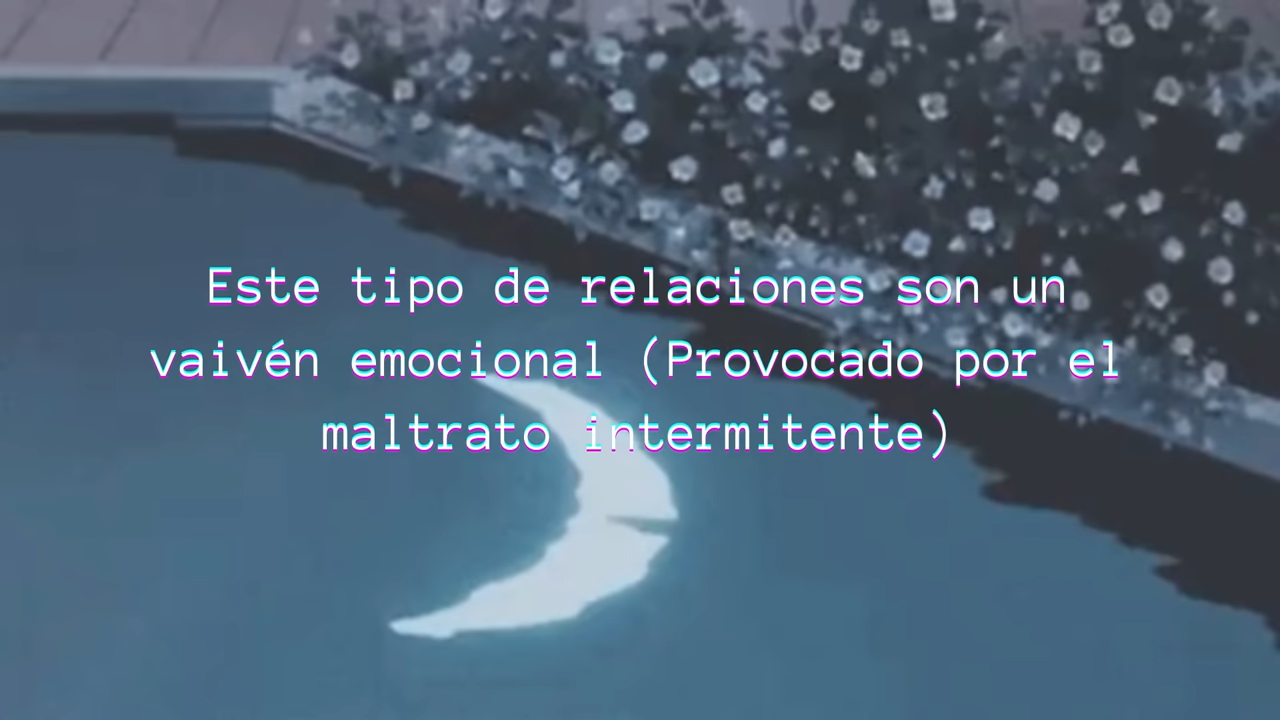 Este tipo de relaciones son un
vaivén emocional (Provocado por el
maltrato intermitente)